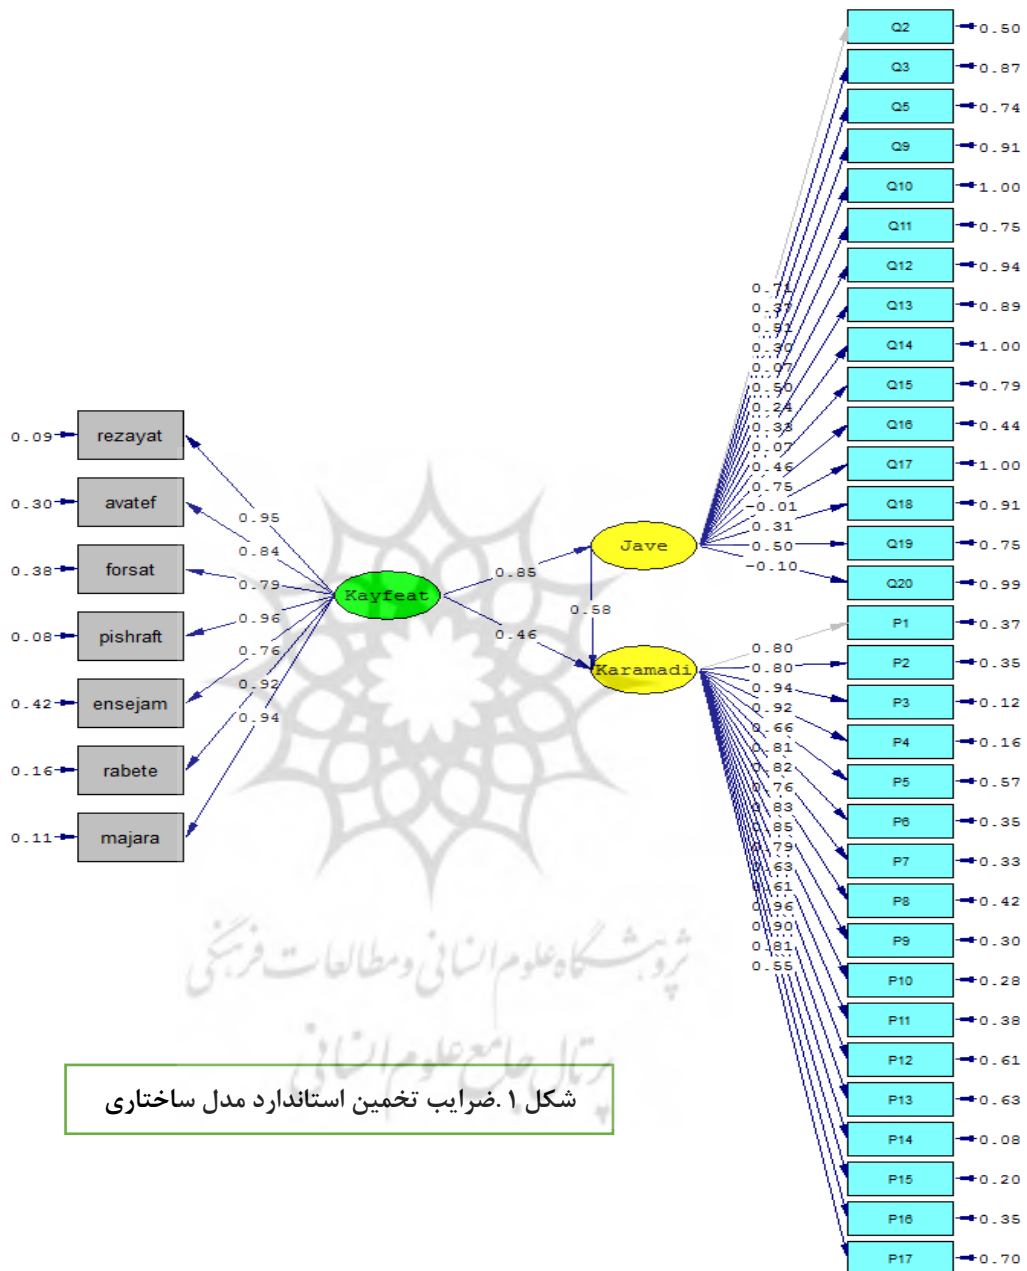 Q2
0.50
Q3
0.87
Q5
0.74
Q9
0.91
Q10
1.00
Q11
0.75
Q12
0.94
Q13
0.89
Q14
1.00
Q15
0.79
Q16
0.44
Q17
1.00
Q18
0.91
Q19
0.75
Q20
0.99
P1
0.37
P2
0.35
P3
0.12
P4
0.16
P5
0.57
P6
0.35
P7
0.33
P8
0.42
P9
0.30
P10
0.28
P11
0.38
P12
0.61
P13
0.63
P14
0.08
P15
0.20
P16
0.35
P17
0.70
0.71
0.37
0.51
0.30
0.07
0.50
0.24
0.33
0.07
0.46
0.75
-0.01
0.31
0.50
-0.10
0.80
0.80
0.94
0.92
0.66
0.81
0.82
0.76
0.83
0.85
0.79
0.63
0.61
0.96
0.90
0.81
0.55
Jave
Karamadi
Kayfeat
0.85
0.58
0.46
0.09
rezayat
0.30
avatef
0.38
forsat
0.08
pishraft
0.42
ensejam
0.16
rabete
0.11
majara
0.95
0.84
0.79
0.96
0.76
0.92
0.94
پژوهشگاه علوم انسانی و مطالعات فرهنگی
پرتال جامع علوم انسانی
شکل ۱.ضرایب تخمین استاندارد مدل ساختاری